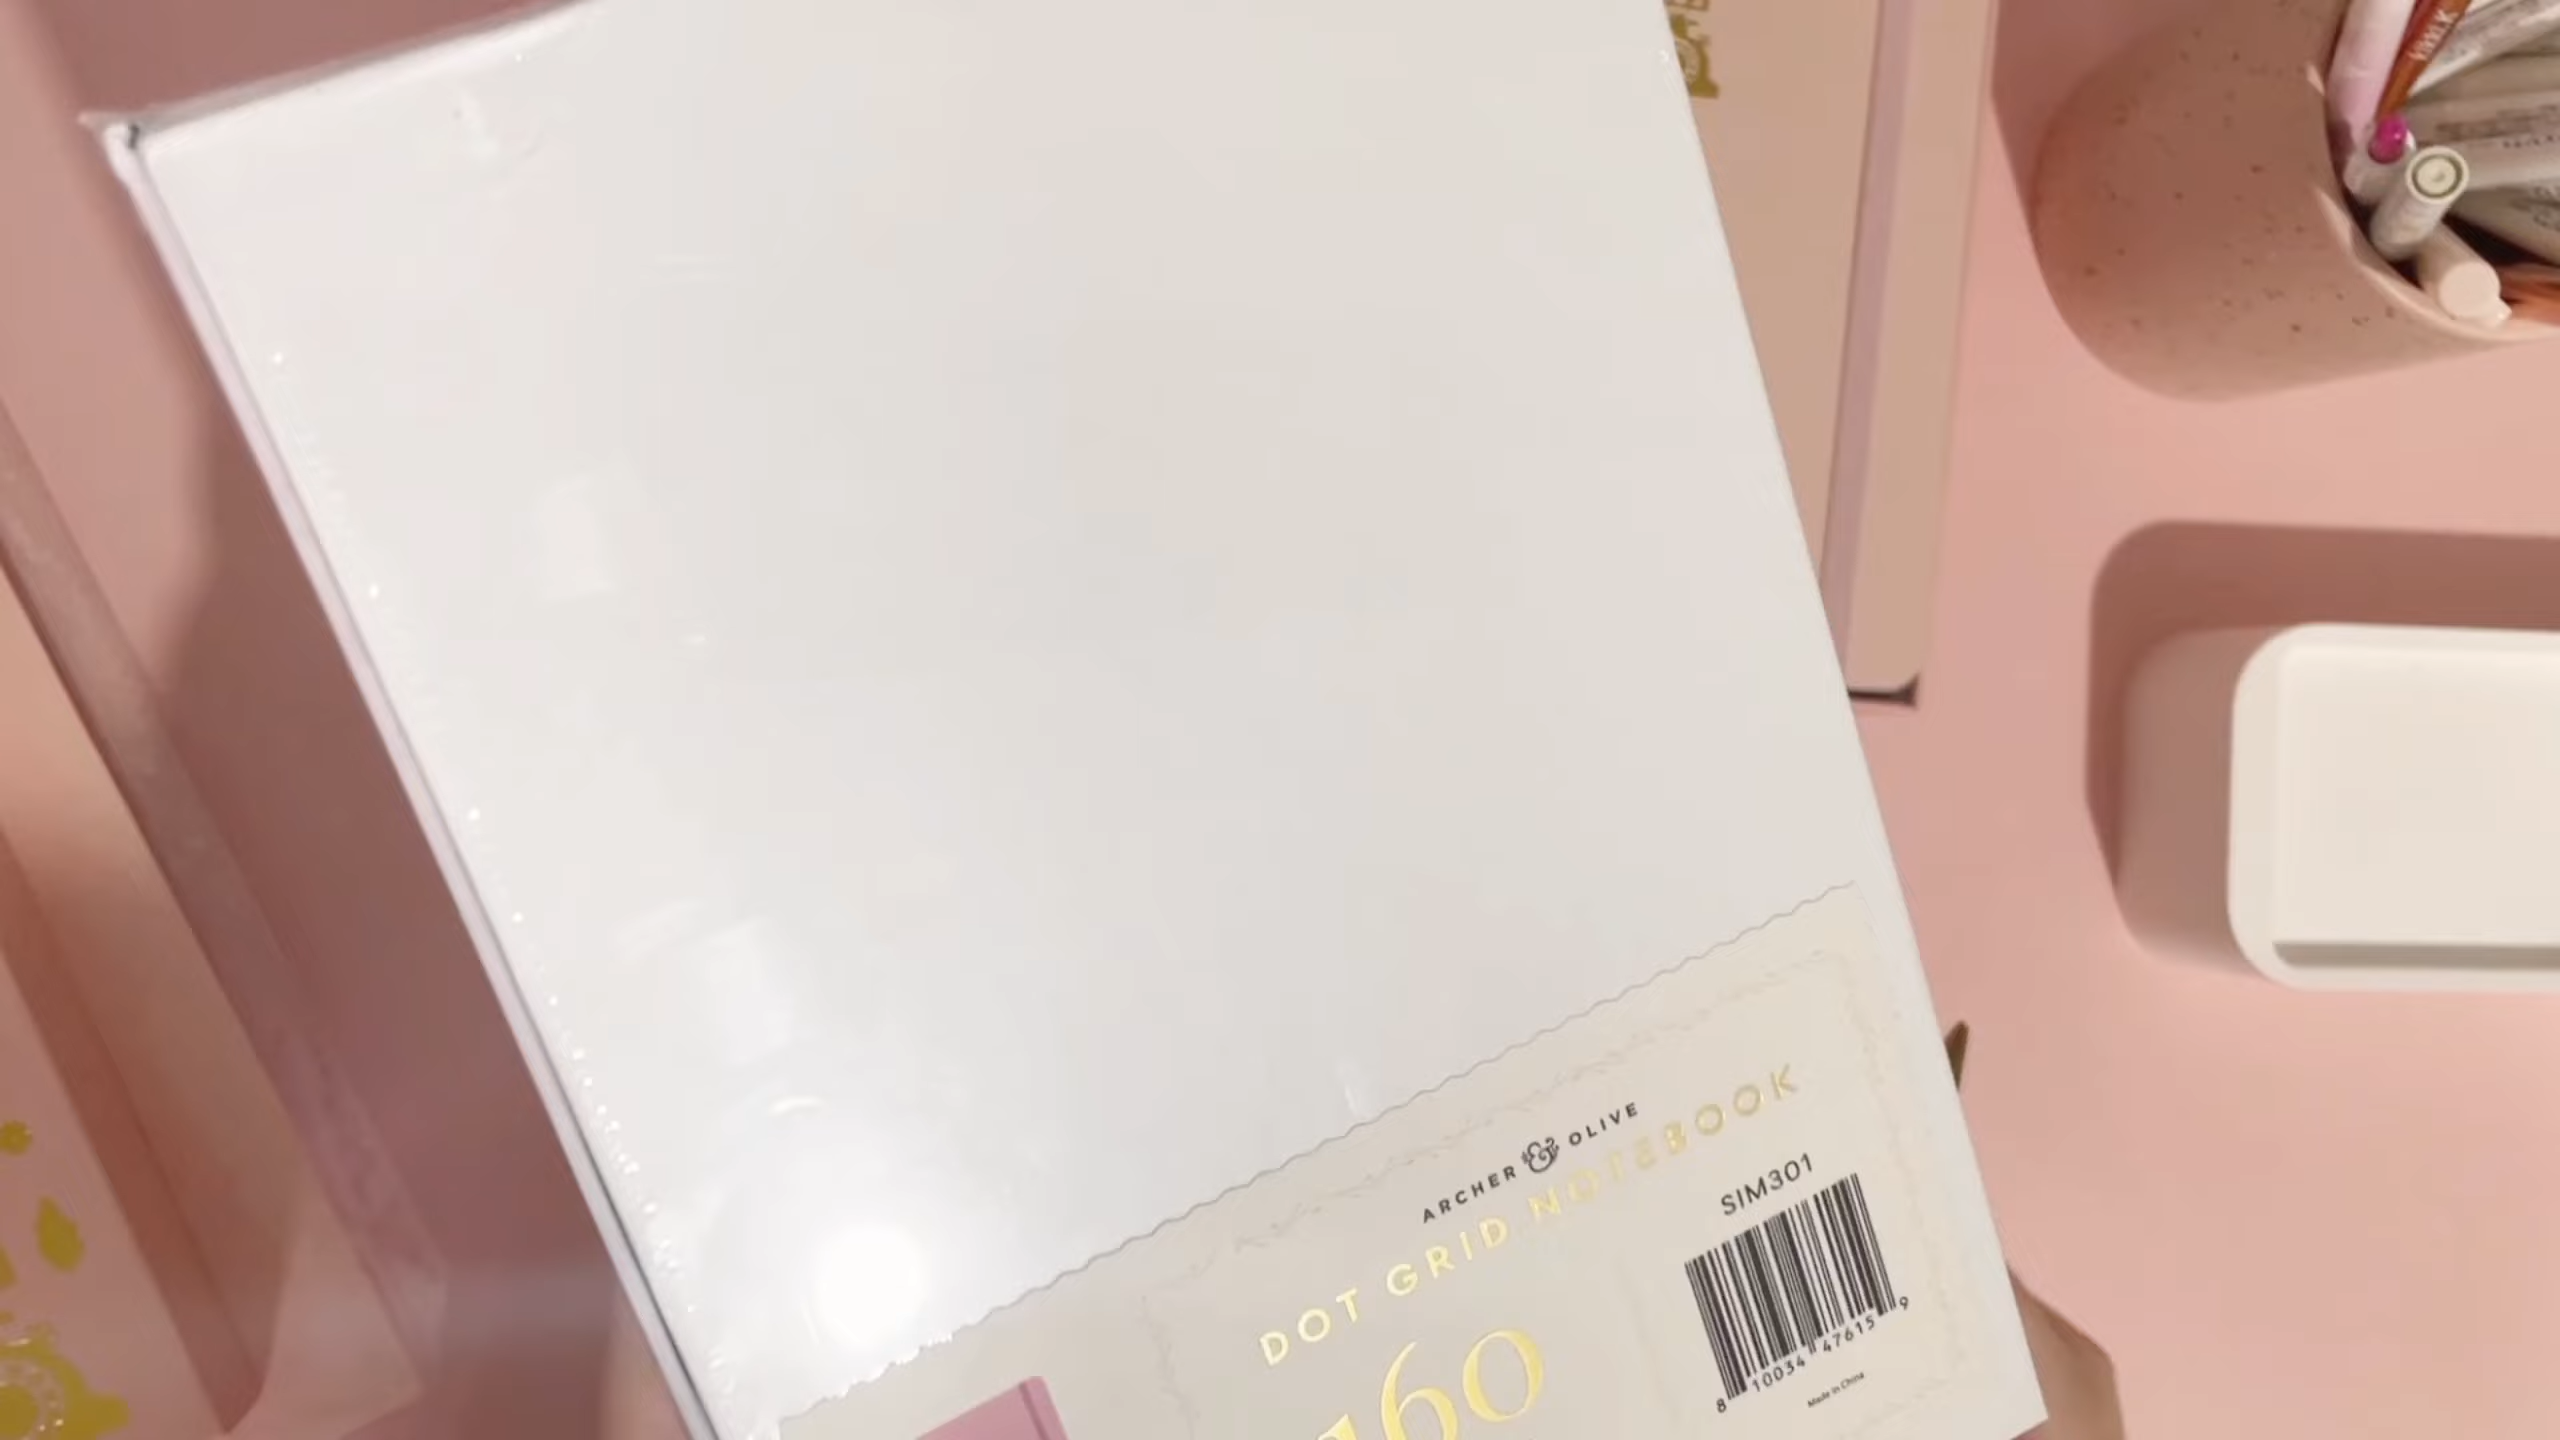 ARCHER & OLIVE
DOT GRID NOTEBOOK
160
SIM301
8 10034 47615 9
Made in China